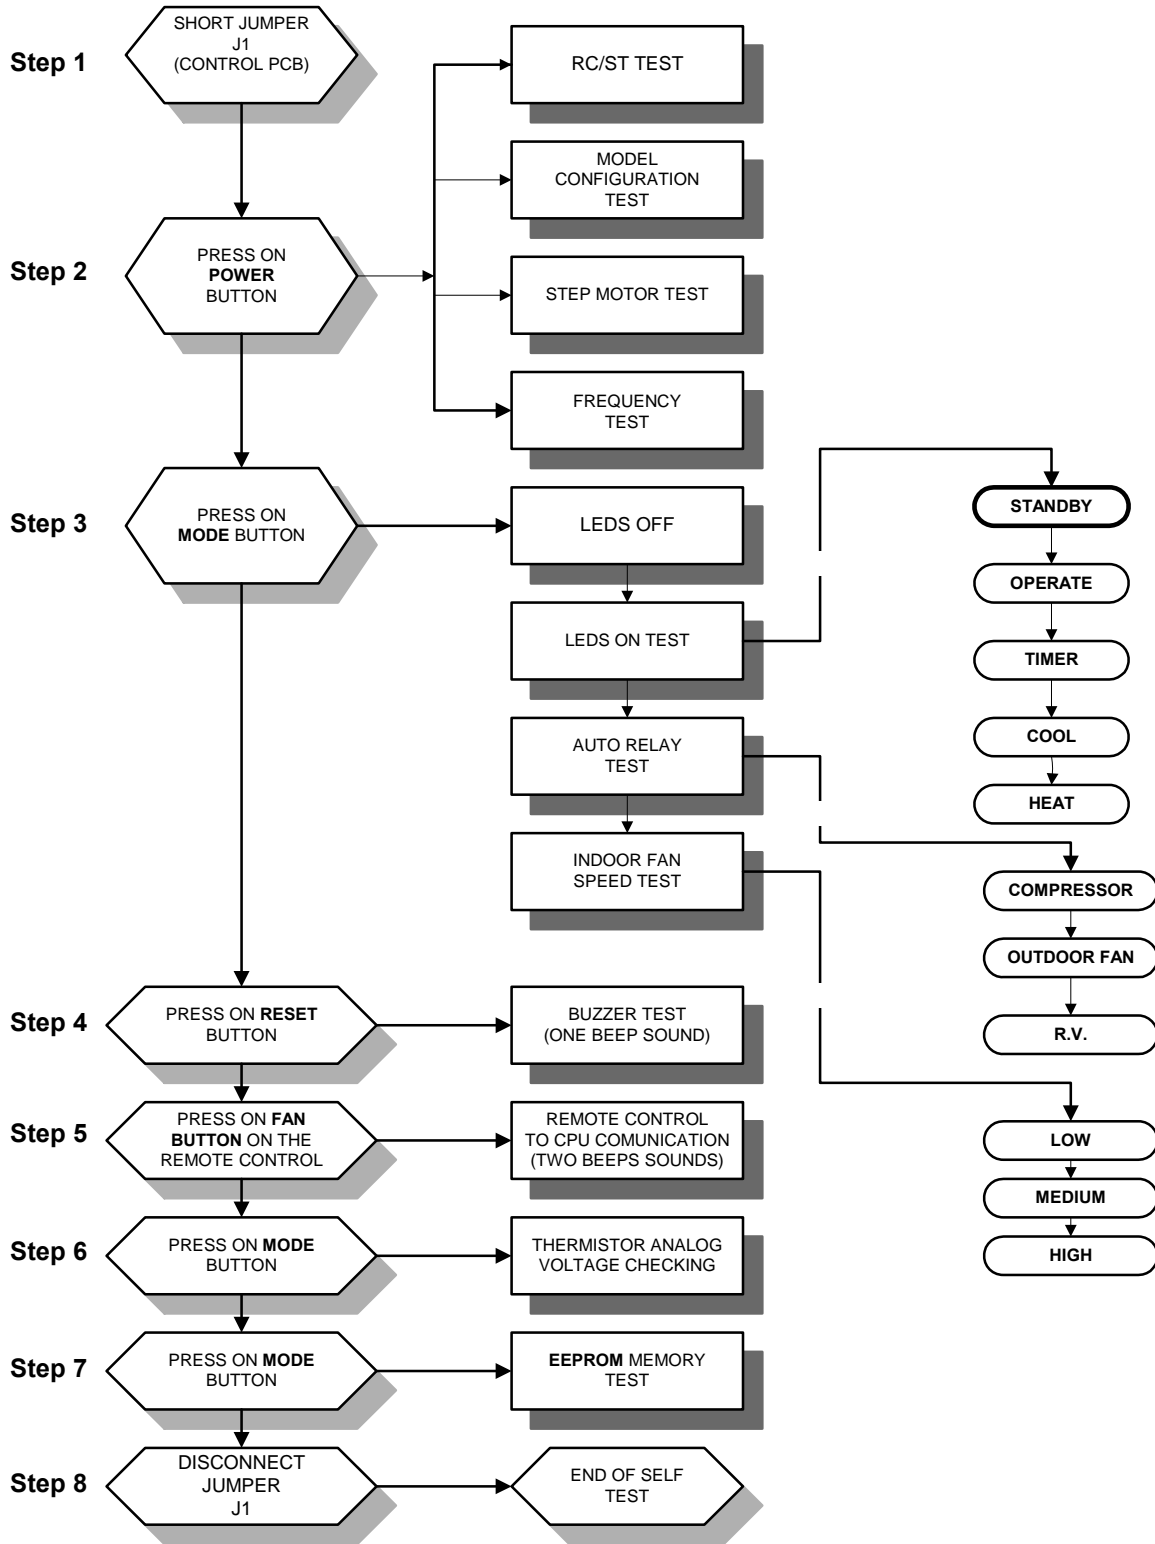 Step 1
SHORT JUMPER
J1
(CONTROL PCB)
RC/ST TEST
MODEL
CONFIGURATION
TEST
Step 2
PRESS ON
POWER
BUTTON
STEP MOTOR TEST
FREQUENCY
TEST
Step 3
PRESS ON
MODE BUTTON
LEDS OFF
LEDS ON TEST
AUTO RELAY
TEST
INDOOR FAN
SPEED TEST
STANDBY
OPERATE
TIMER
COOL
HEAT
COMPRESSOR
OUTDOOR FAN
R.V.
LOW
MEDIUM
HIGH
Step 4
PRESS ON RESET
BUTTON
BUZZER TEST
(ONE BEEP SOUND)
Step 5
PRESS ON FAN
BUTTON ON THE
REMOTE CONTROL
REMOTE CONTROL
TO CPU COMUNICATION
(TWO BEEPS SOUNDS)
Step 6
PRESS ON MODE
BUTTON
THERMISTOR ANALOG
VOLTAGE CHECKING
Step 7
PRESS ON MODE
BUTTON
EEPROM MEMORY
TEST
Step 8
DISCONNECT
JUMPER
J1
END OF SELF
TEST